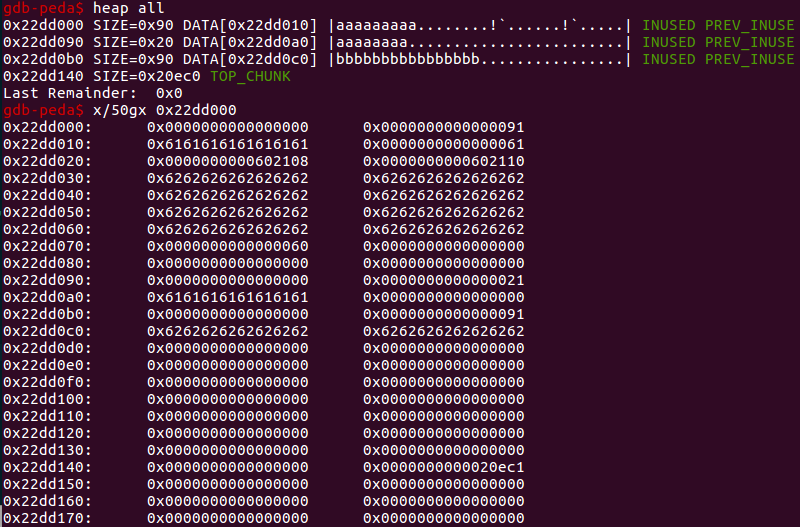 gdb-peda$ heap all
0x22dd000 SIZE=0x90 DATA[0x22dd010] |aaaaaaaaa........!`......!`.....| INUSED PREV_INUSE
0x22dd090 SIZE=0x20 DATA[0x22dd0a0] |aaaaaaaa........................| INUSED PREV_INUSE
0x22dd0b0 SIZE=0x90 DATA[0x22dd0c0] |bbbbbbbbbbbbbbbb................| INUSED PREV_INUSE
0x22dd140 SIZE=0x20ec0 TOP_CHUNK
Last Remainder:  0x0
gdb-peda$ x/50gx 0x22dd000
0x22dd000:      0x0000000000000000      0x0000000000000091
0x22dd010:      0x6161616161616161      0x0000000000000061
0x22dd020:      0x0000000000602108      0x0000000000602110
0x22dd030:      0x6262626262626262      0x6262626262626262
0x22dd040:      0x6262626262626262      0x6262626262626262
0x22dd050:      0x6262626262626262      0x6262626262626262
0x22dd060:      0x6262626262626262      0x6262626262626262
0x22dd070:      0x0000000000000060      0x0000000000000000
0x22dd080:      0x0000000000000000      0x0000000000000000
0x22dd090:      0x0000000000000000      0x0000000000000021
0x22dd0a0:      0x6161616161616161      0x0000000000000000
0x22dd0b0:      0x0000000000000000      0x0000000000000091
0x22dd0c0:      0x6262626262626262      0x6262626262626262
0x22dd0d0:      0x0000000000000000      0x0000000000000000
0x22dd0e0:      0x0000000000000000      0x0000000000000000
0x22dd0f0:      0x0000000000000000      0x0000000000000000
0x22dd100:      0x0000000000000000      0x0000000000000000
0x22dd110:      0x0000000000000000      0x0000000000000000
0x22dd120:      0x0000000000000000      0x0000000000000000
0x22dd130:      0x0000000000000000      0x0000000000000000
0x22dd140:      0x0000000000000000      0x0000000000020ec1
0x22dd150:      0x0000000000000000      0x0000000000000000
0x22dd160:      0x0000000000000000      0x0000000000000000
0x22dd170:      0x0000000000000000      0x0000000000000000